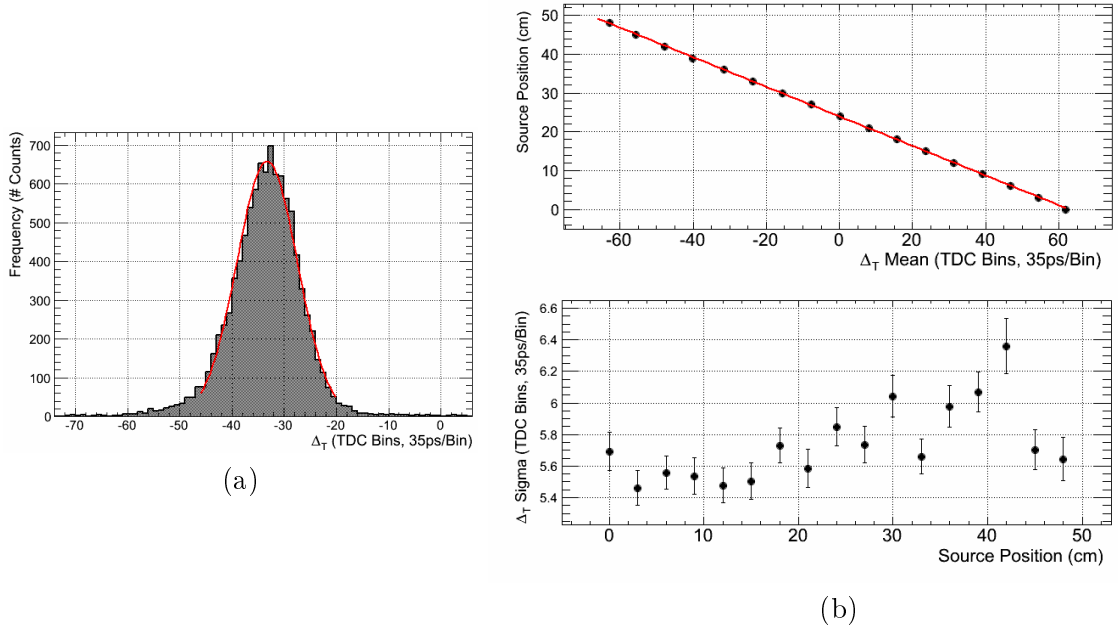 Frequency (# Counts)
700
600
500
400
300
200
100
0
-70 -60 -50 -40 -30 -20 -10 0
ΔT (TDC Bins, 35ps/Bin)
(a)
Source Position (cm)
50
40
30
20
10
0
-60 -40 -20 0 20 40 60
ΔT Mean (TDC Bins, 35ps/Bin)
ΔT Sigma (TDC Bins, 35ps/Bin)
6.6
6.4
6.2
6
5.8
5.6
5.4
0 10 20 30 40 50
Source Position (cm)
(b)